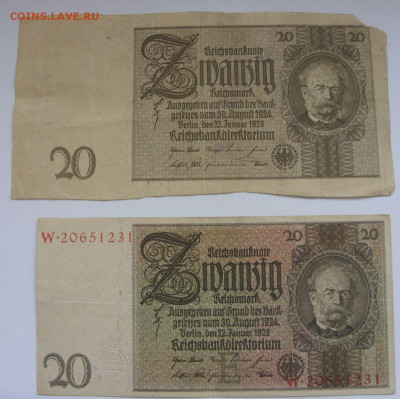 COINS.LAVE.RU
20
20
Reichsbanknote
Zwanzig
Reichsmark
Ausgegeben auf Grund des Bank-
gesetzes vom 30. August 1924
Berlin, den 22. Januar 1929
Reichsbankdirektorium
20
W·20651231
20
20
Reichsbanknote
Zwanzig
Reichsmark
Ausgegeben auf Grund des Bank-
gesetzes vom 30. August 1924
Berlin, den 22. Januar 1929
Reichsbankdirektorium
20
W·20651231